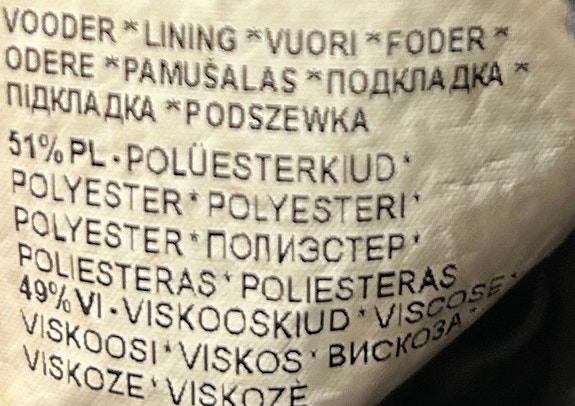 VOODER * LINING * VUORI * FODER *
ODERE * PAMUŠALAS * ПОДКЛАДКА *
ПІДКЛАДКА * PODSZEWKA
51% PL · POLÜESTERKIUD *
POLYESTER * POLYESTERI *
POLYESTER * ПОЛИЭСТЕР *
POLIESTERAS * POLIESTERAS
49% VI · VISKOOSKIUD * VISCOSE *
VISKOOSI * VISKOS * ВИСКОЗА *
VISKOZE * VISKOZĖ